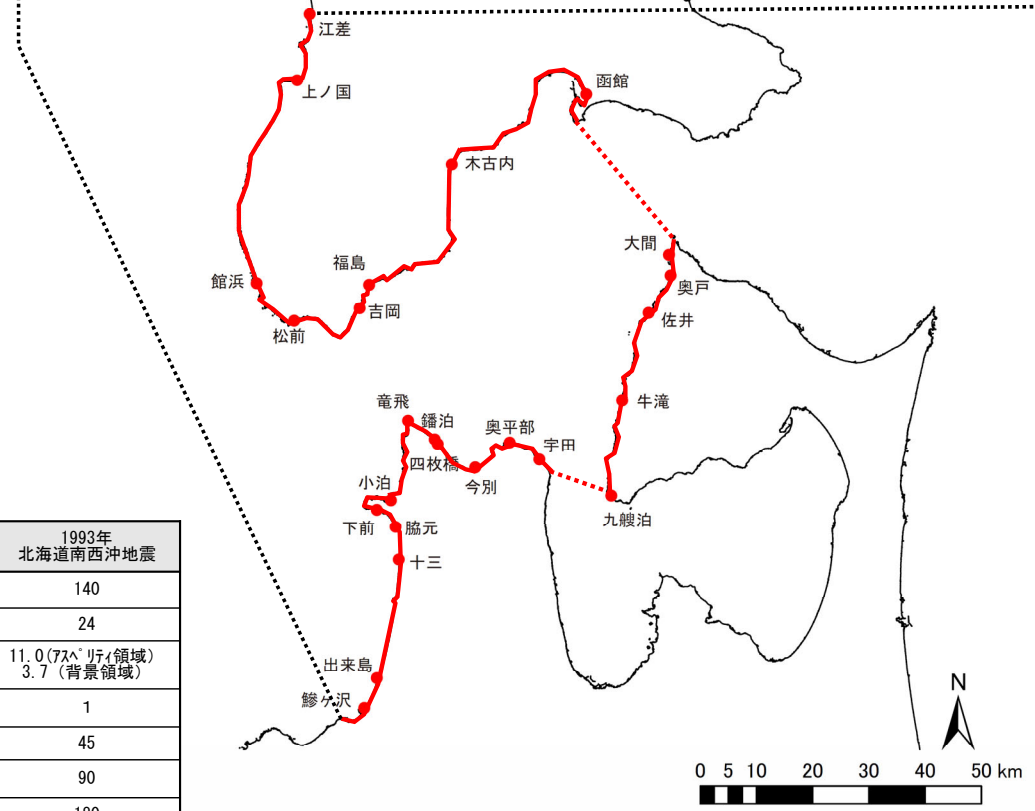 江差
上ノ国
函館
木古内
大間
福島
館浜
奥戸
吉岡
佐井
松前
竜飛
牛滝
鐇泊
奥平部
宇田
四枚橋
小泊
今別
九艘泊
下前
脇元
十三
出来島
鰺ヶ沢
1993年
北海道南西沖地震
140
24
11.0(ｱｽﾍﾟﾘﾃｨ領域)
3.7 (背景領域)
1
45
90
N
0 5 10 20 30 40 50 km